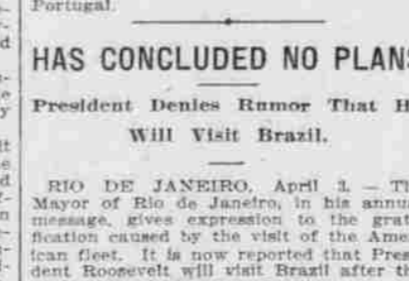 Portugal.
HAS CONCLUDED NO PLANS
President Denies Rumor That H
Will Visit Brazil.
RIO DE JANEIRO, April 3. — Th
Mayor of Rio de Janeiro, in his annua
message, gives expression to the grat
fication caused by the visit of the Ame
ican fleet. It is now reported that Pres
dent Roosevelt will visit Brazil after th